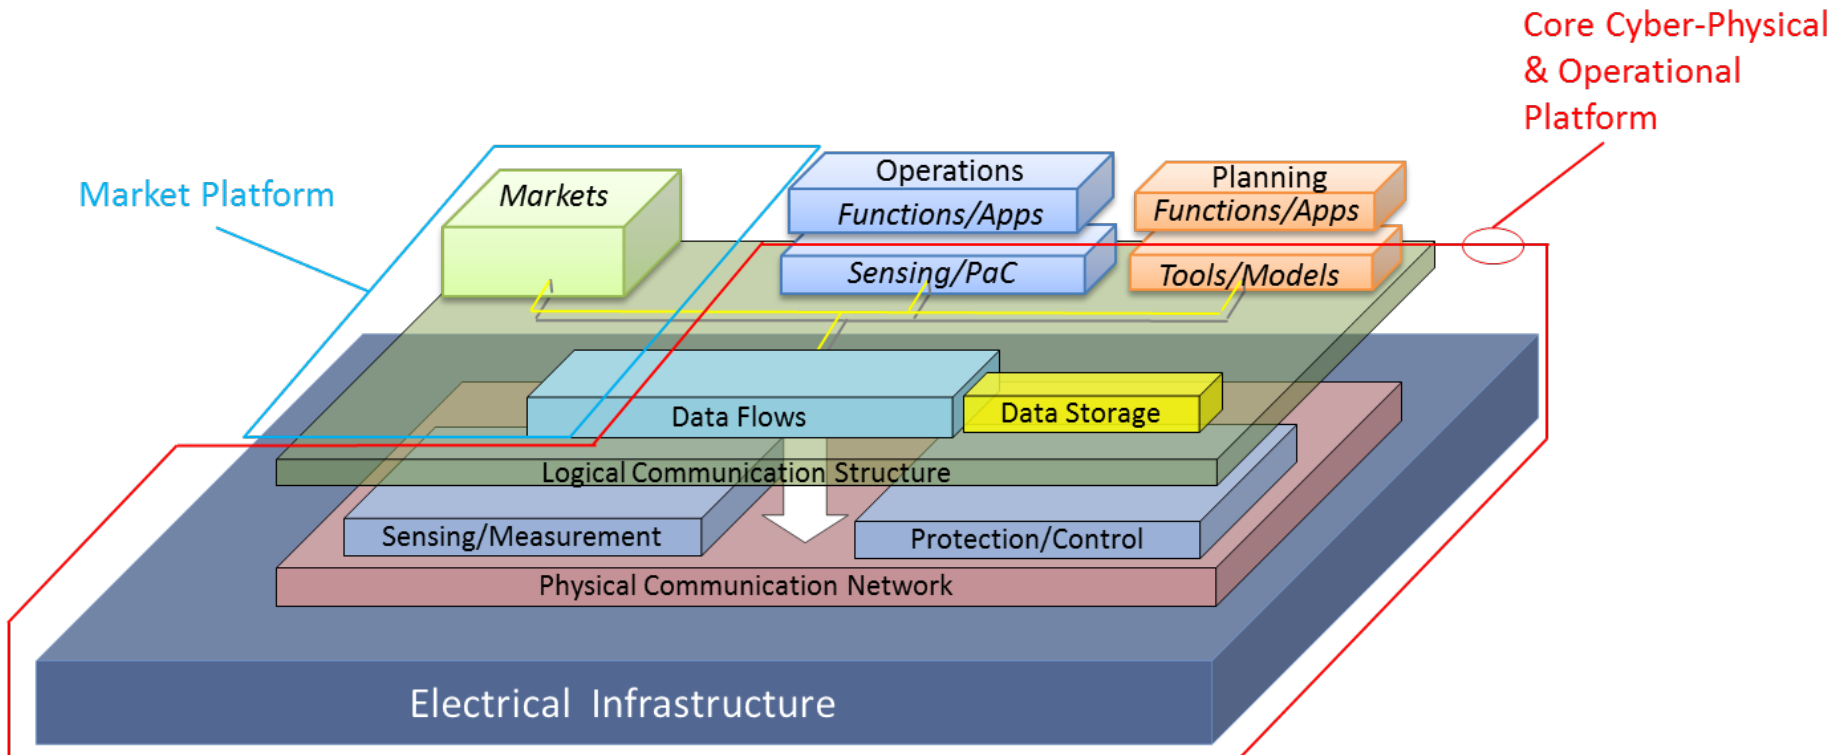 Core Cyber-Physical
& Operational
Platform
Market Platform
Markets
Operations
Functions/Apps
Sensing/PaC
Planning
Functions/Apps
Tools/Models
Data Flows
Data Storage
Logical Communication Structure
Sensing/Measurement
Protection/Control
Physical Communication Network
Electrical Infrastructure